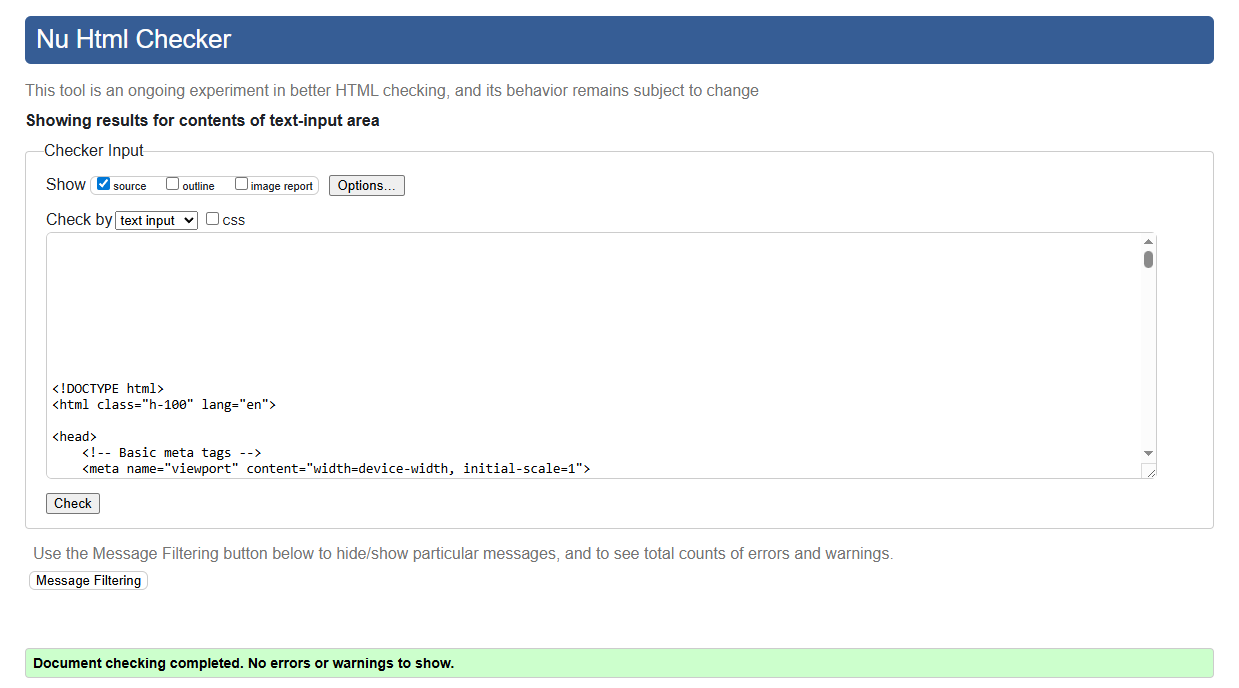 Nu Html Checker
This tool is an ongoing experiment in better HTML checking, and its behavior remains subject to change
Showing results for contents of text-input area
Checker Input
Show source outline image report Options...
Check by text input css
<!DOCTYPE html>
<html class="h-100" lang="en">
<head>
<!-- Basic meta tags -->
<meta name="viewport" content="width=device-width, initial-scale=1">
Check
Use the Message Filtering button below to hide/show particular messages, and to see total counts of errors and warnings.
Message Filtering
Document checking completed. No errors or warnings to show.